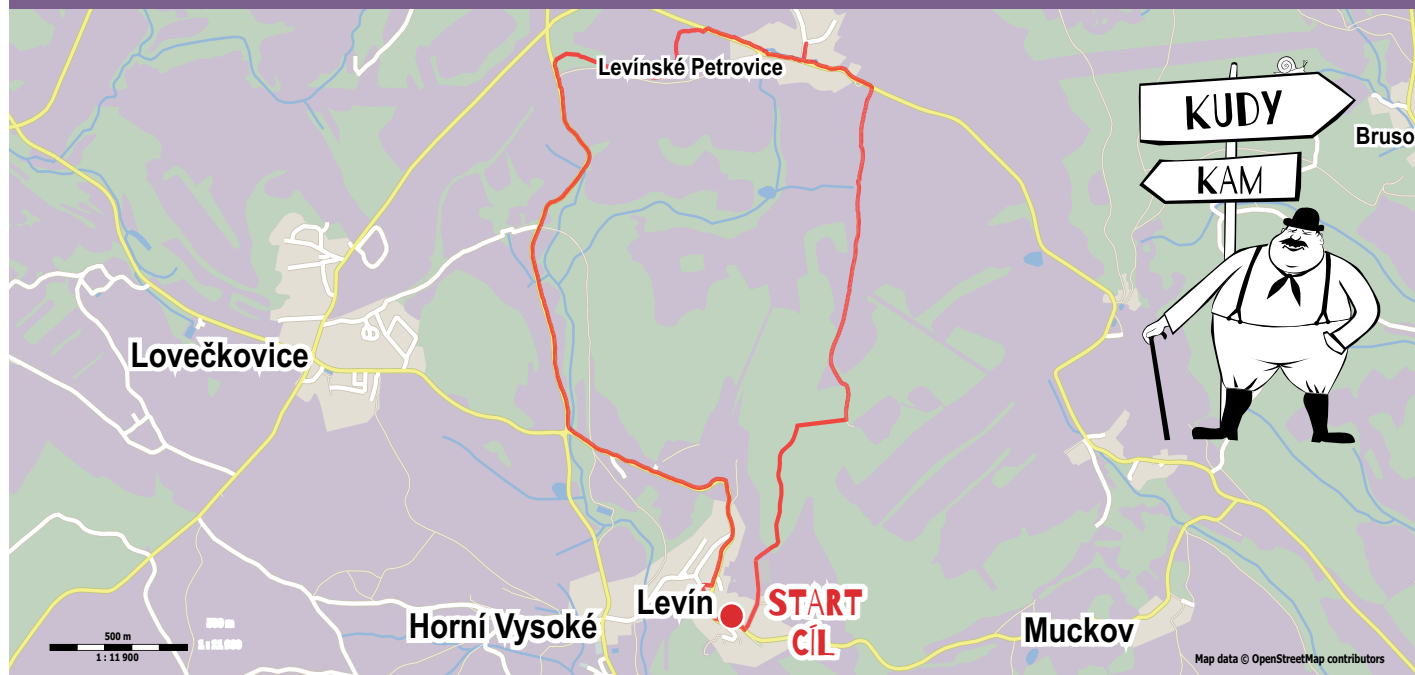 Levínské Petrovice
KUDY
KAM
Bruso
Lovečkovice
Levín
START
CÍL
Horní Vysoké
Muckov
500 m
1 : 11 900
Map data © OpenStreetMap contributors